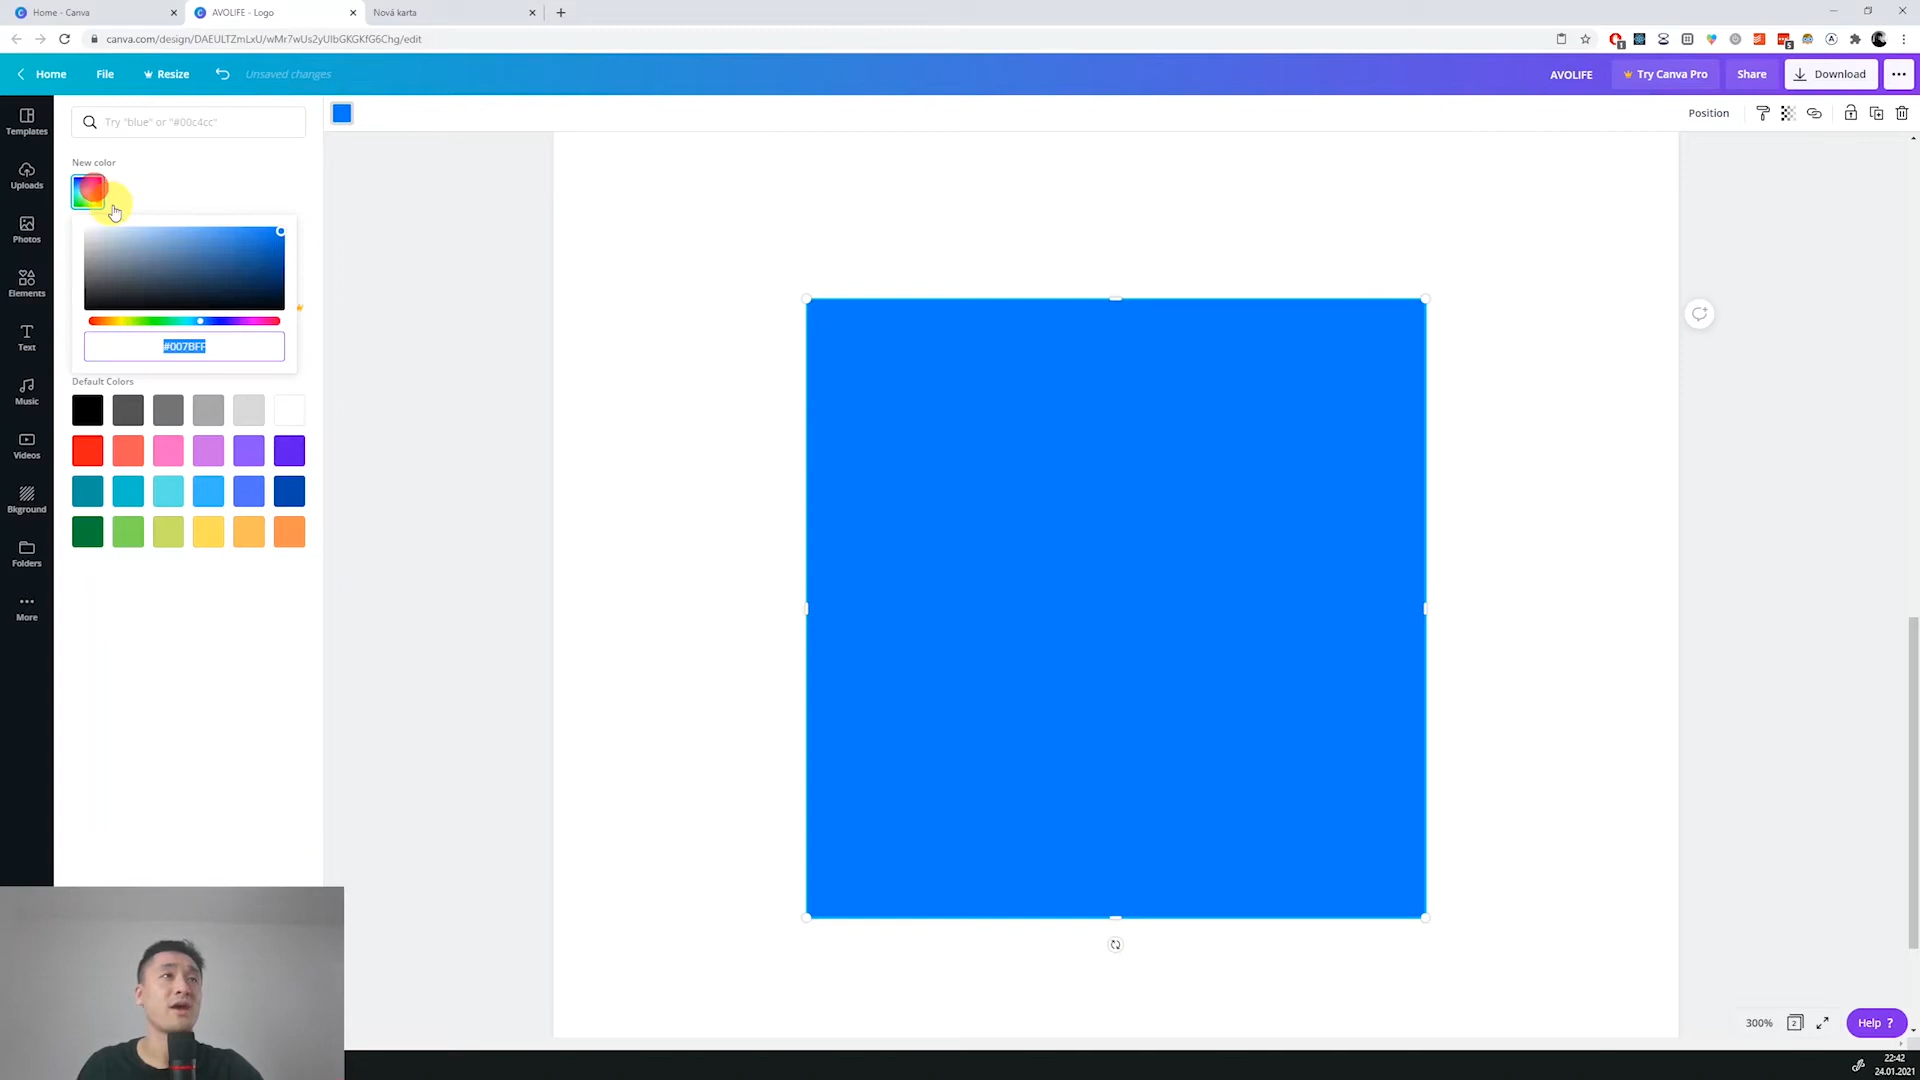 Home - Canva
AVOLIFE - Logo
Nová karta
canva.com/design/DAEULTZmLxU/wMr7wUs2yUIbGKGKfG6Chg/edit
Home
File
Resize
Unsaved changes
AVOLIFE
Try Canva Pro
Share
Download
Templates
Uploads
Photos
Elements
Text
Music
Videos
Bkground
Folders
More
Try "blue" or "#00c4cc"
New color
#007BFF
Default Colors
Position
300%
2
Help ?
22:42
24.01.2021